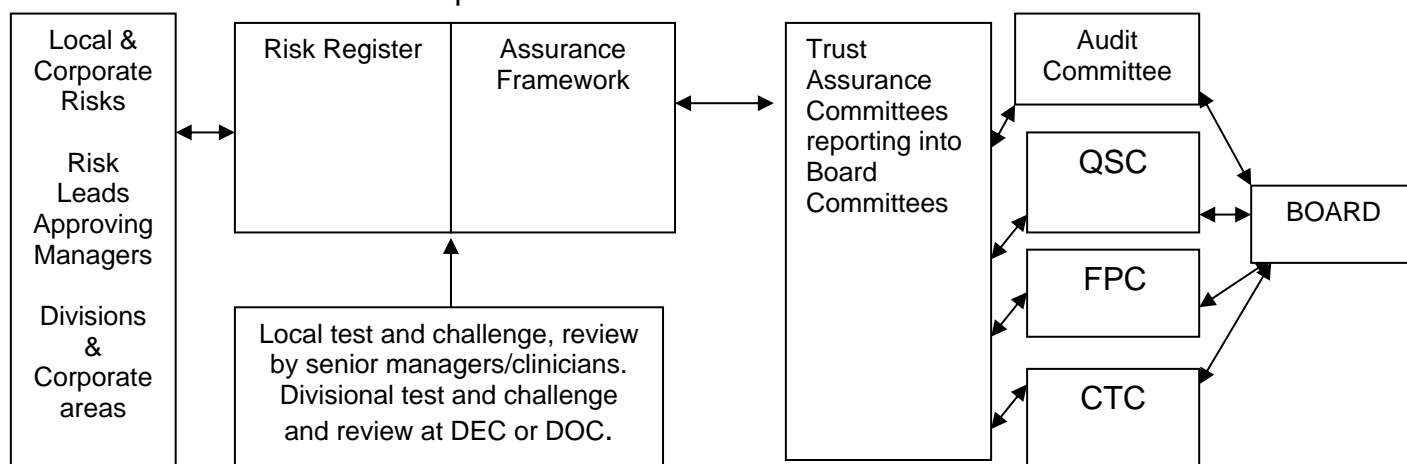 Local &
Corporate
Risks
Risk
Leads
Approving
Managers
Divisions
&
Corporate
areas
Risk Register
Assurance
Framework
Local test and challenge, review
by senior managers/clinicians.
Divisional test and challenge
and review at DEC or DOC.
Trust
Assurance
Committees
reporting into
Board
Committees
Audit
Committee
QSC
FPC
CTC
BOARD